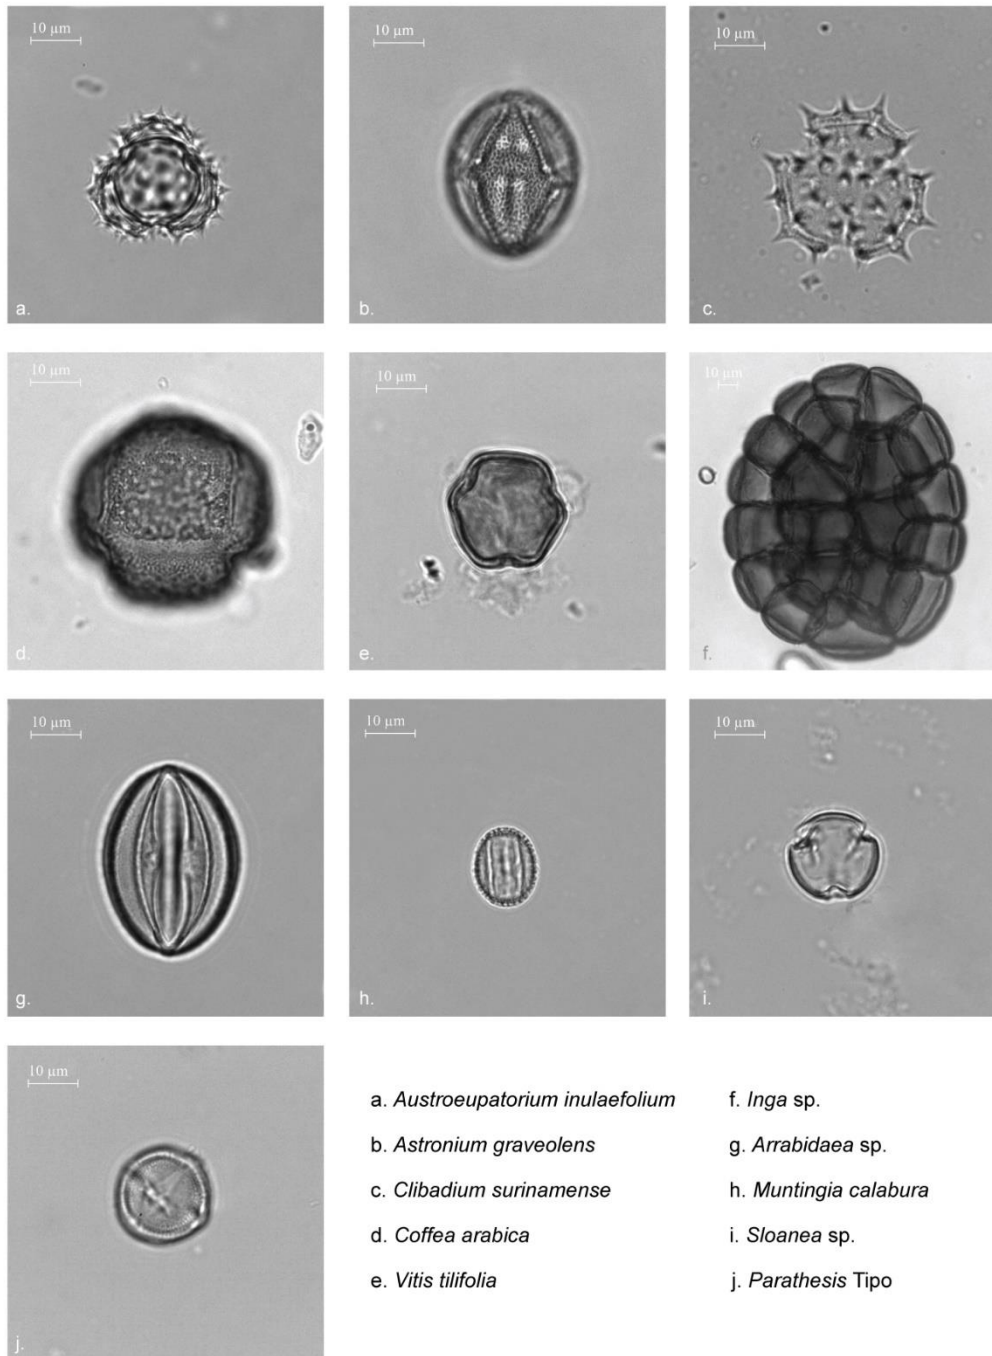 10 µm
10 µm
10 µm
a.
b.
c.
10 µm
10 µm
10 µm
d.
e.
f.
10 µm
10 µm
10 µm
g.
h.
i.
10 µm
j.
a. Austroeupatorium inulaefolium
b. Astronium graveolens
c. Clibadium surinamense
d. Coffea arabica
e. Vitis tilifolia
f. Inga sp.
g. Arrabidaea sp.
h. Muntingia calabura
i. Sloanea sp.
j. Parathesis Tipo